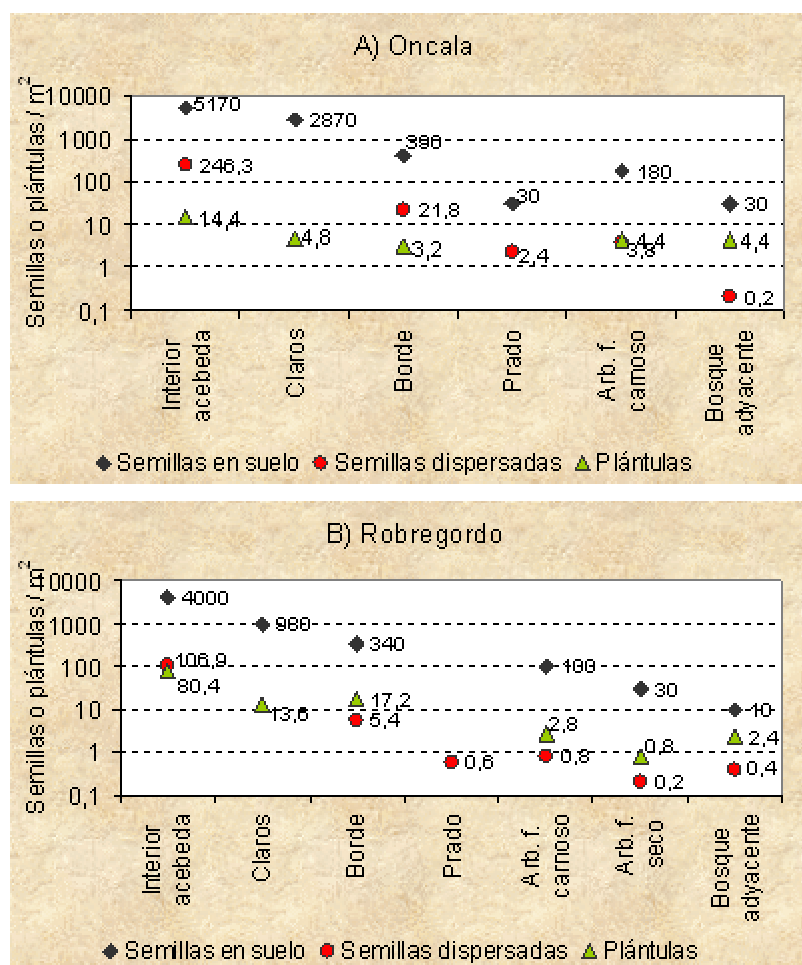 A) Oncala
Semillas o plántulas / m²
10000
1000
100
10
1
0,1
5170
2870
390
30
180
30
246,3
21,8
2,4
0,2
14,4
4,8
3,2
4,4
4,4
Interior acebeda
Claros
Borde
Prado
Arb. f. carnoso
Bosque adyacente
Semillas en suelo Semillas dispersadas Plántulas
B) Robregordo
Semillas o plántulas / m²
10000
1000
100
10
1
0,1
4000
980
340
100
30
10
106,9
5,4
0,6
0,8
0,2
0,4
80,4
13,6
17,2
2,8
0,8
2,4
Interior acebeda
Claros
Borde
Prado
Arb. f. carnoso
Arb. f. seco
Bosque adyacente
Semillas en suelo Semillas dispersadas Plántulas